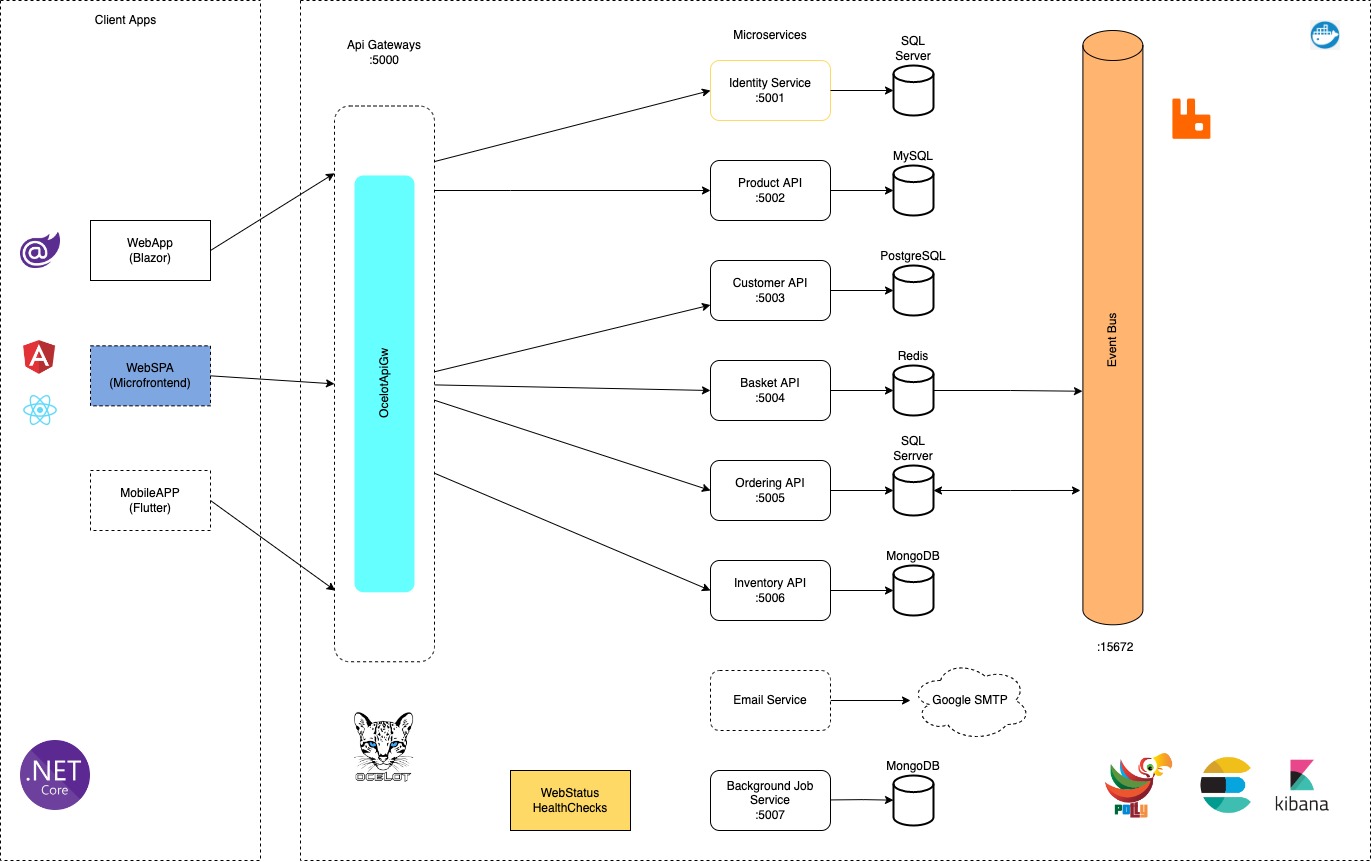 Client Apps
Api Gateways
:5000
Microservices
SQL
Server
Identity Service
:5001
MySQL
Product API
:5002
WebApp
(Blazor)
PostgreSQL
Customer API
:5003
Event Bus
OcelotApiGw
WebSPA
(Microfrontend)
Redis
Basket API
:5004
SQL
Serrver
Ordering API
:5005
MobileAPP
(Flutter)
MongoDB
Inventory API
:5006
:15672
Email Service
Google SMTP
OCELOT
.NET
Core
WebStatus
HealthChecks
MongoDB
Background Job
Service
:5007
Polly
kibana